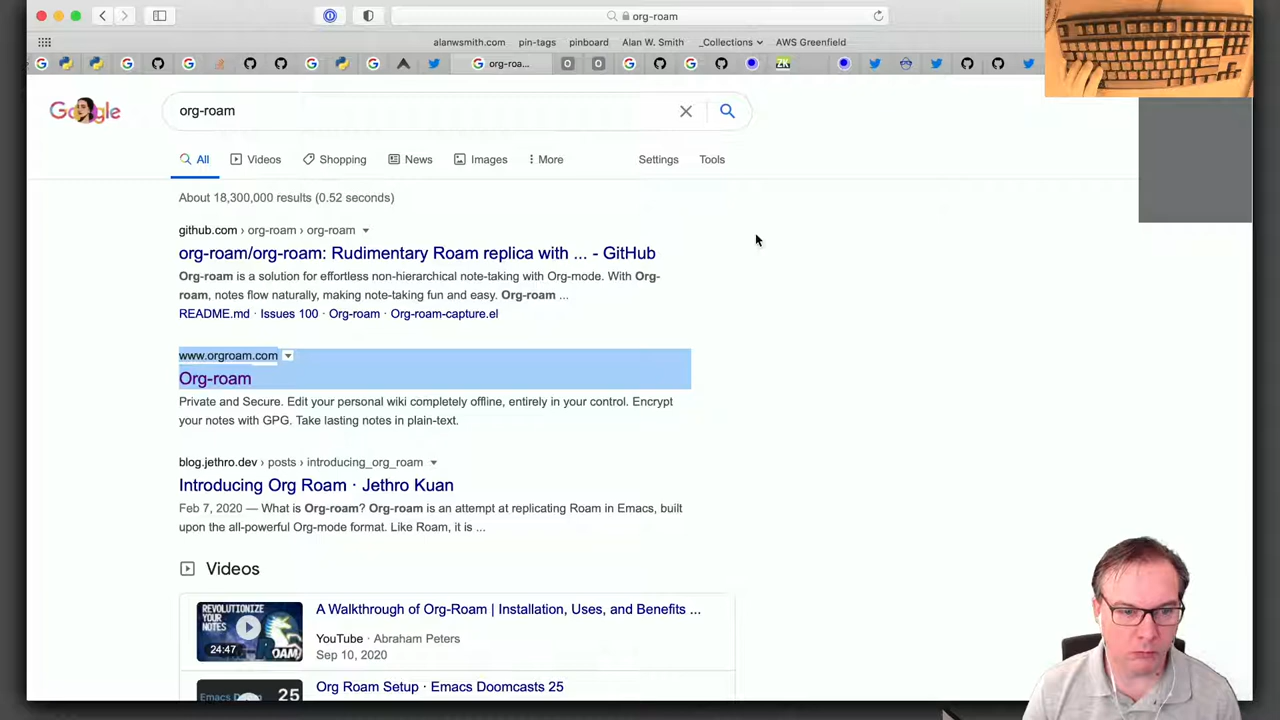 org-roam
alanwsmith.com pin-tags pinboard Alan W. Smith _Collections AWS Greenfield
org-roa...
ZK
Google
org-roam
All Videos Shopping News Images More Settings Tools
About 18,300,000 results (0.52 seconds)
github.com › org-roam › org-roam
org-roam/org-roam: Rudimentary Roam replica with ... - GitHub
Org-roam is a solution for effortless non-hierarchical note-taking with Org-mode. With Org-
roam, notes flow naturally, making note-taking fun and easy. Org-roam ...
README.md · Issues 100 · Org-roam · Org-roam-capture.el
www.orgroam.com
Org-roam
Private and Secure. Edit your personal wiki completely offline, entirely in your control. Encrypt
your notes with GPG. Take lasting notes in plain-text.
blog.jethro.dev › posts › introducing_org_roam
Introducing Org Roam · Jethro Kuan
Feb 7, 2020 — What is Org-roam? Org-roam is an attempt at replicating Roam in Emacs, built
upon the all-powerful Org-mode format. Like Roam, it is ...
Videos
REVOLUTIONIZE
YOUR
NOTES
24:47
A Walkthrough of Org-Roam | Installation, Uses, and Benefits ...
YouTube · Abraham Peters
Sep 10, 2020
Emacs Doom
25
Org Roam Setup · Emacs Doomcasts 25